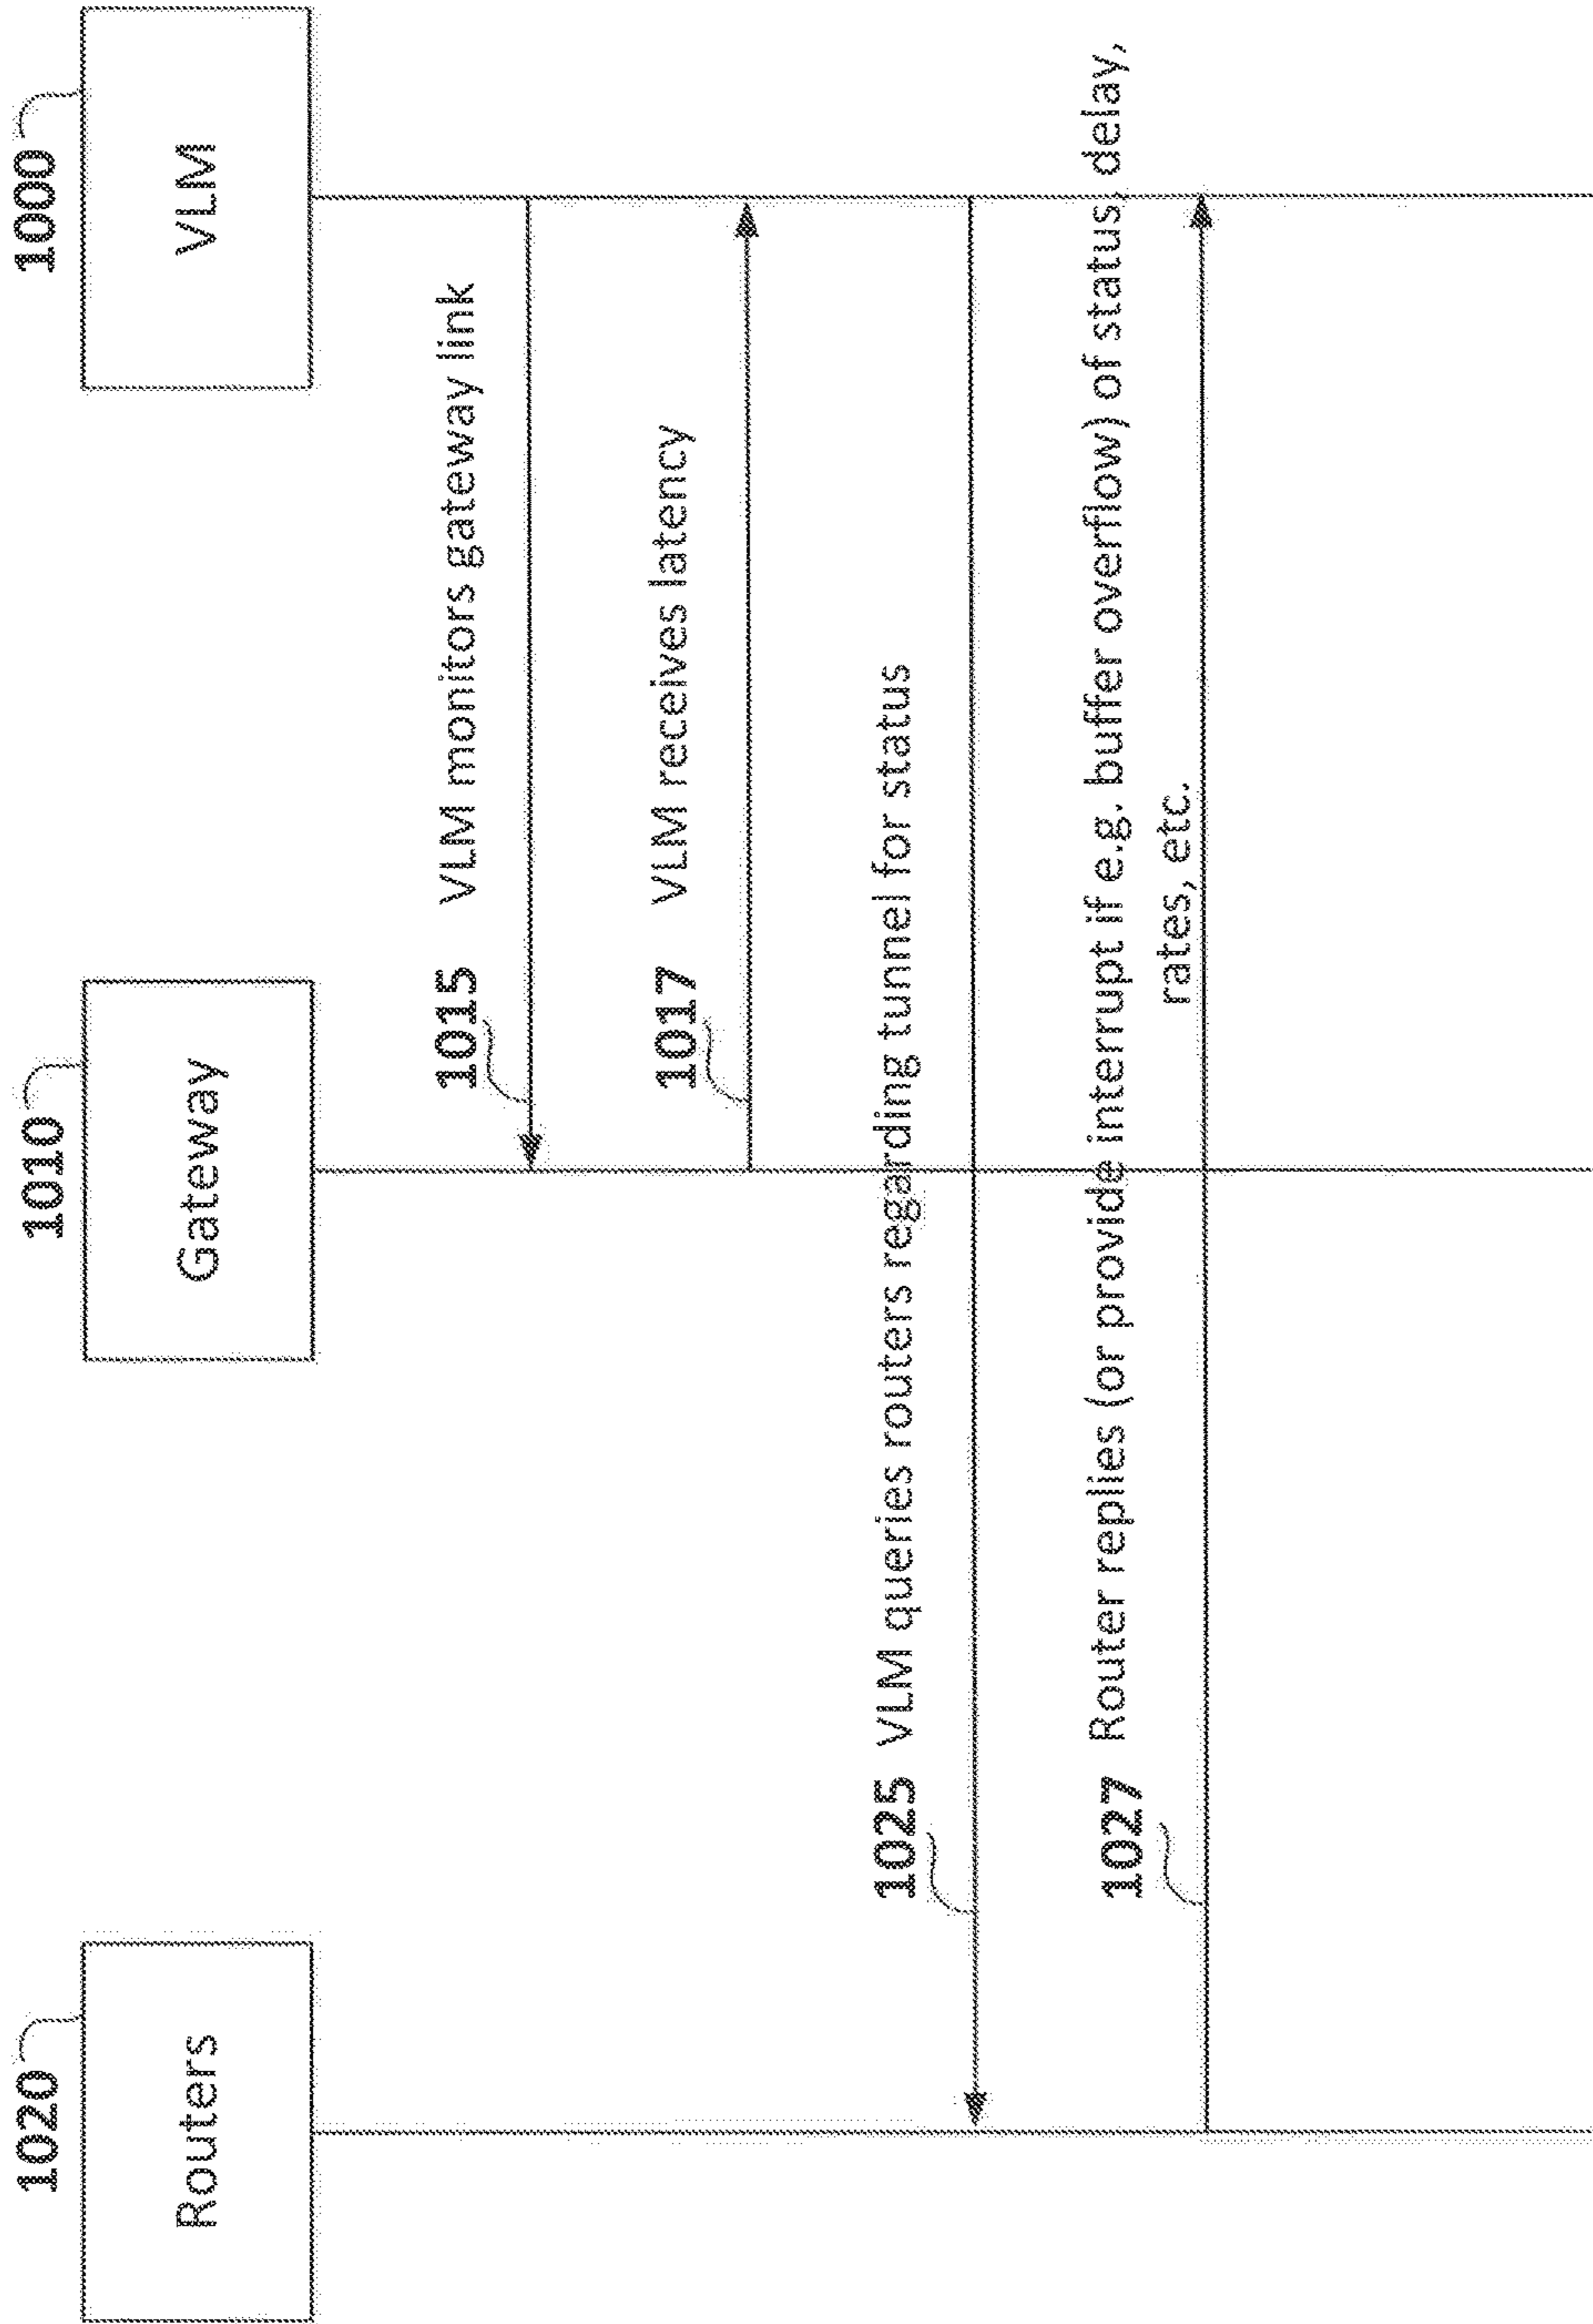 1020
Routers
1010
Gateway
1000
VLM
1015
VLM monitors gateway link
1017
VLM receives latency
1025
VLM queries routers regarding tunnel for status
1027
Router replies (or provide interrupt if e.g. buffer overflow) of status, delay,
rates, etc.